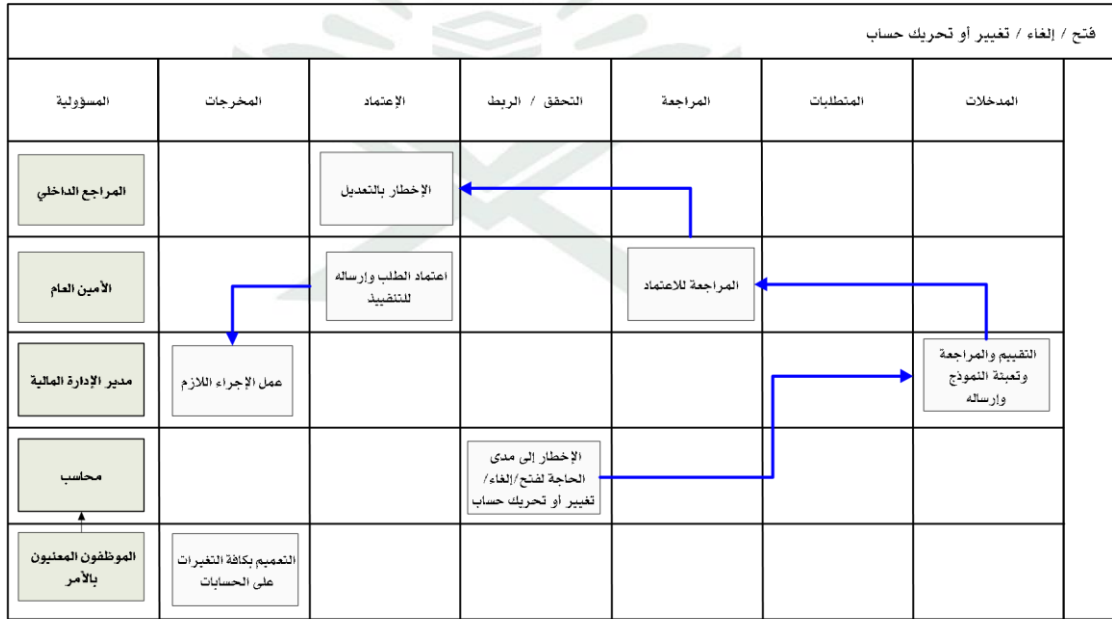 فتح / إلغاء / تغيير أو تحريك حساب
المدخلات
المتطلبات
المراجعة
التحقق / الربط
الإعتماد
المخرجات
المسؤولية
الإخطار بالتعديل
المراجع الداخلي
المراجعة للاعتماد
اعتماد الطلب وإرساله
للتنفييذ
الأمين العام
التقييم والمراجعة
وتعبئة النموذج
وإرساله
عمل الإجراء اللازم
مدير الإدارة المالية
الإخطار إلى مدى
الحاجة لفتح/إلغاء/
تغيير أو تحريك حساب
محاسب
التعميم بكافة التغيرات
على الحسابات
الموظفون المعنيون
بالأمر